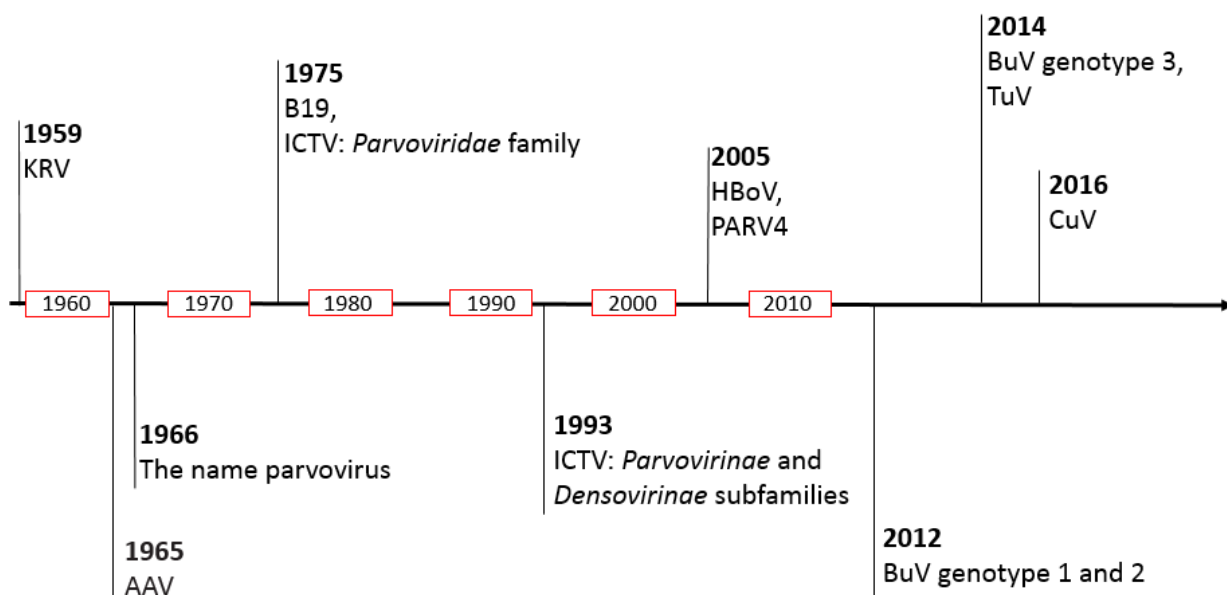 2014
BuV genotype 3,
TuV
1975
B19,
ICTV: Parvoviridae family
1959
KRV
2005
HBoV,
PARV4
2016
CuV
1960
1970
1980
1990
2000
2010
1966
The name parvovirus
1993
ICTV: Parvovirinae and
Densovirinae subfamilies
1965
AAV
2012
BuV genotype 1 and 2